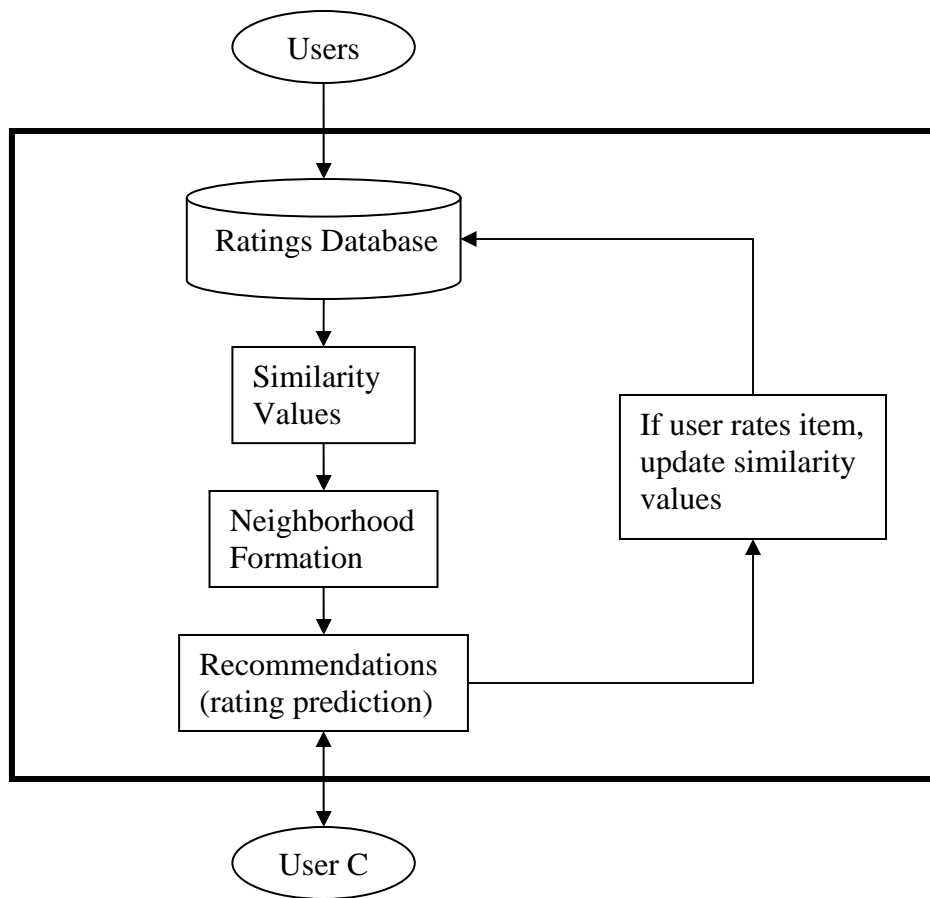 Users
Ratings Database
Similarity
Values
If user rates item,
update similarity
values
Neighborhood
Formation
Recommendations
(rating prediction)
User C